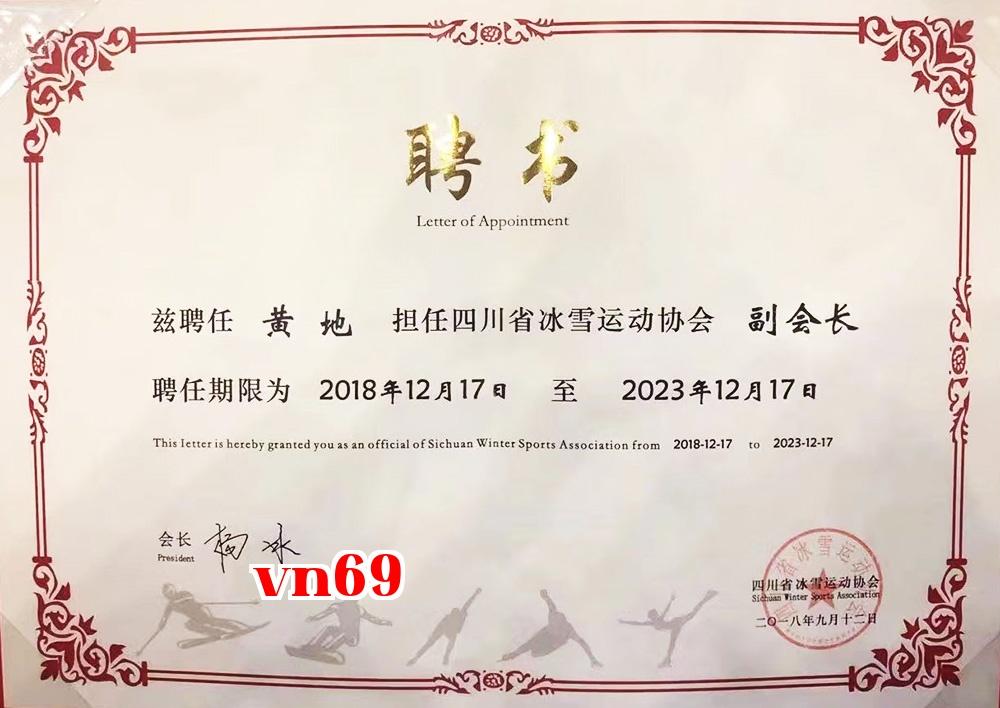 聘书
Letter of Appointment
兹聘任 黄地 担任四川省冰雪运动协会 副会长
聘任期限为 2018年12月17日 至 2023年12月17日
This letter is hereby granted you as an official of Sichuan Winter Sports Association from 2018-12-17 to 2023-12-17
会长 杨冰
President
vn69
四川省冰雪运动协会
Sichuan Winter Sports Association
二〇一八年九月十二日